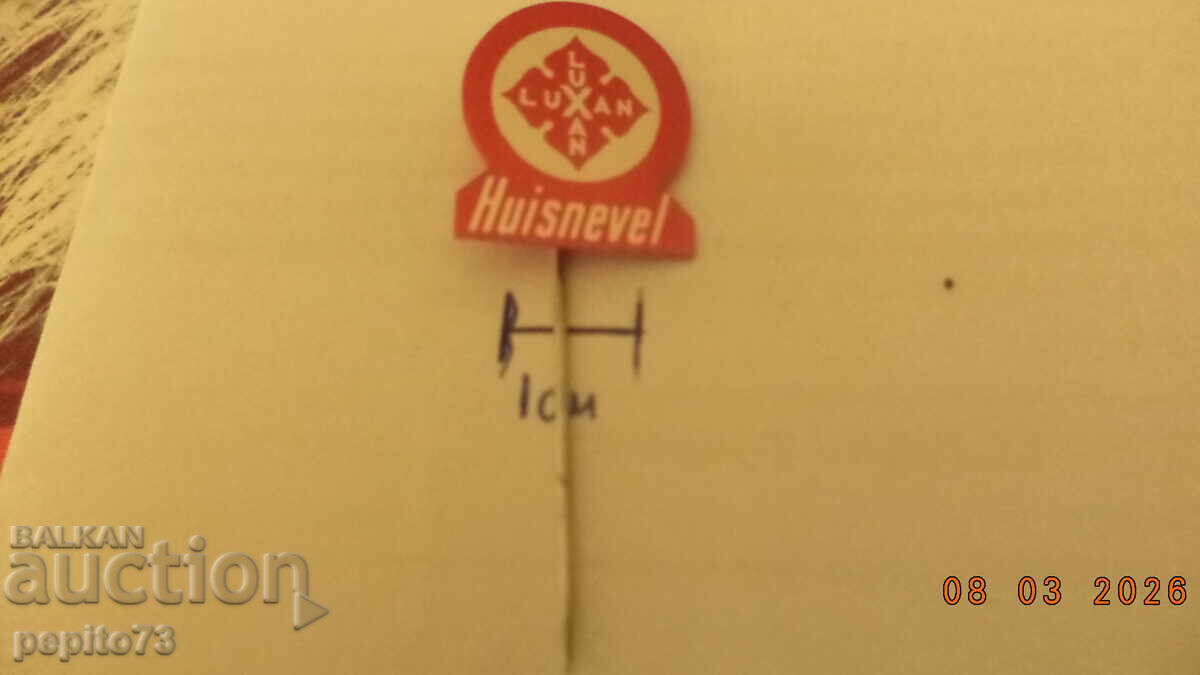 LUXAN
LUXAN
Huisnevel
1cm
BALKAN
auction
pepito73
08 03 2026